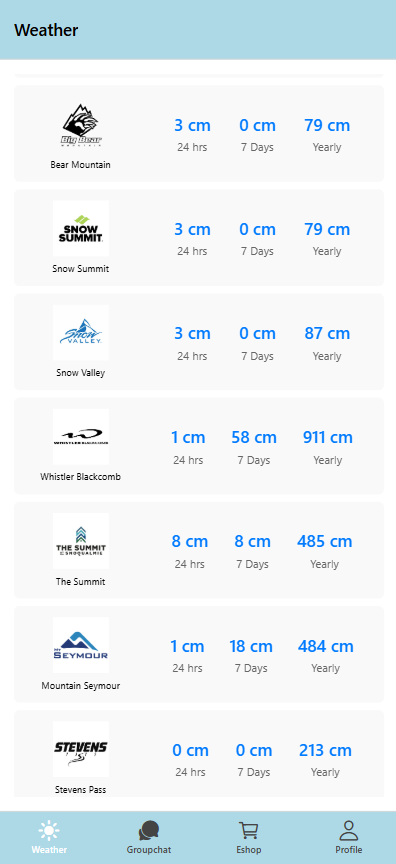 Weather
Big Bear
MOUNTAIN
Bear Mountain
3 cm 0 cm 79 cm
24 hrs 7 Days Yearly
SNOW
SUMMIT
Snow Summit
3 cm 0 cm 79 cm
24 hrs 7 Days Yearly
SNOW
VALLEY
Snow Valley
3 cm 0 cm 87 cm
24 hrs 7 Days Yearly
WHISTLER BLACKCOMB
Whistler Blackcomb
1 cm 58 cm 911 cm
24 hrs 7 Days Yearly
THE SUMMIT
AT SNOQUALMIE
The Summit
8 cm 8 cm 485 cm
24 hrs 7 Days Yearly
SEYMOUR
Mountain Seymour
1 cm 18 cm 484 cm
24 hrs 7 Days Yearly
STEVENS
Stevens Pass
0 cm 0 cm 213 cm
24 hrs 7 Days Yearly
Weather Groupchat Eshop Profile